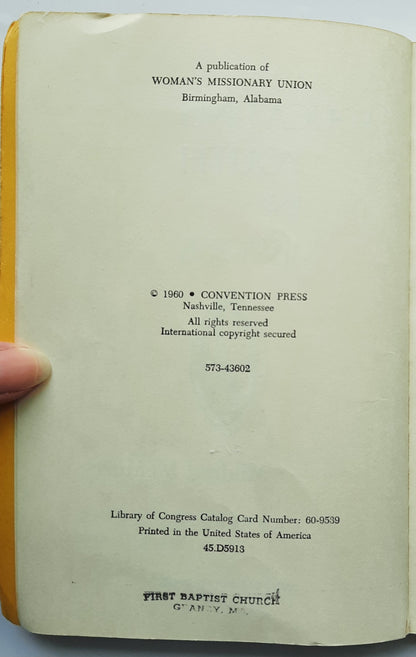 A publication of
WOMAN'S MISSIONARY UNION
Birmingham, Alabama
© 1960 • CONVENTION PRESS
Nashville, Tennessee
All rights reserved
International copyright secured
573-43602
Library of Congress Catalog Card Number: 60-9539
Printed in the United States of America
45.D5913
FIRST BAPTIST CHURCH